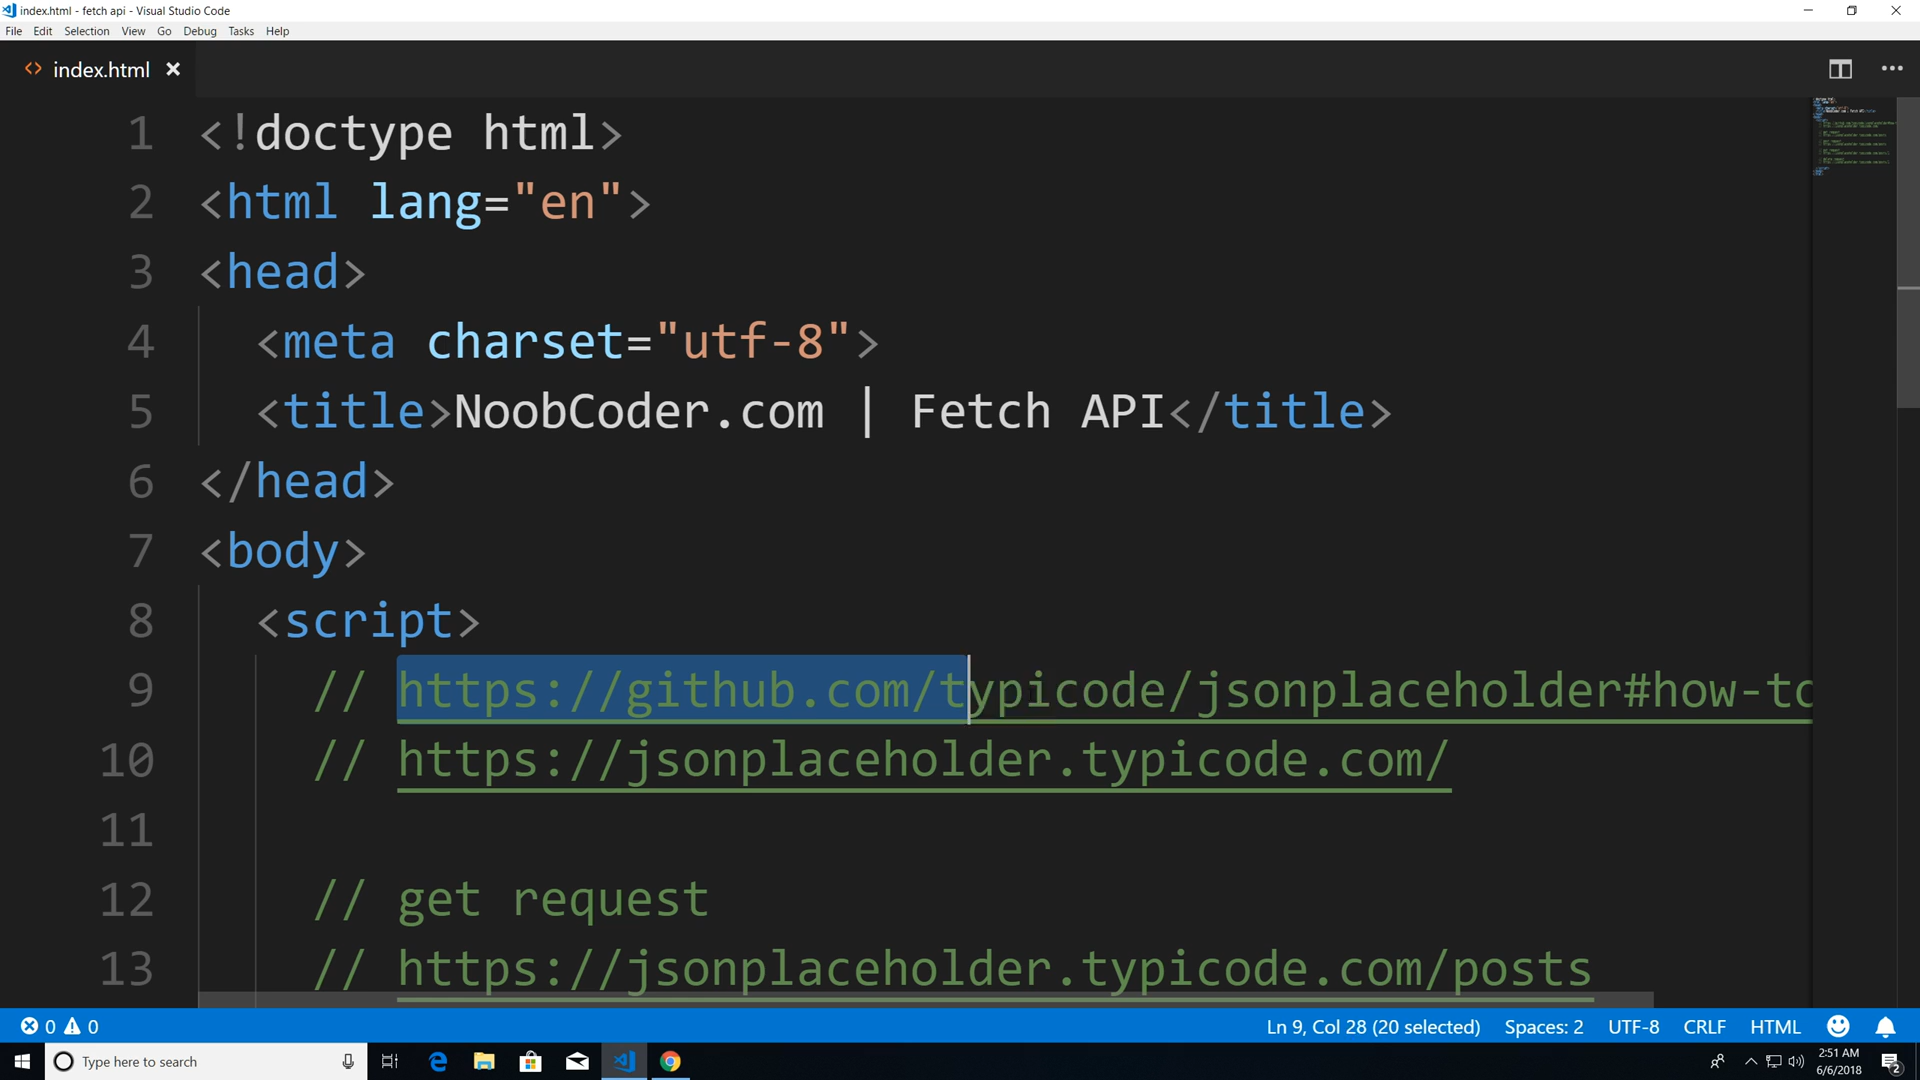 index.html - fetch api - Visual Studio Code
File Edit Selection View Go Debug Tasks Help
index.html
1 <!doctype html>
2 <html lang="en">
3 <head>
4 <meta charset="utf-8">
5 <title>NoobCoder.com | Fetch API</title>
6 </head>
7 <body>
8 <script>
9 // https://github.com/typicode/jsonplaceholder#how-to
10 // https://jsonplaceholder.typicode.com/
11
12 // get request
13 // https://jsonplaceholder.typicode.com/posts
0 0 Ln 9, Col 28 (20 selected) Spaces: 2 UTF-8 CRLF HTML
Type here to search
2:51 AM
6/6/2018
2